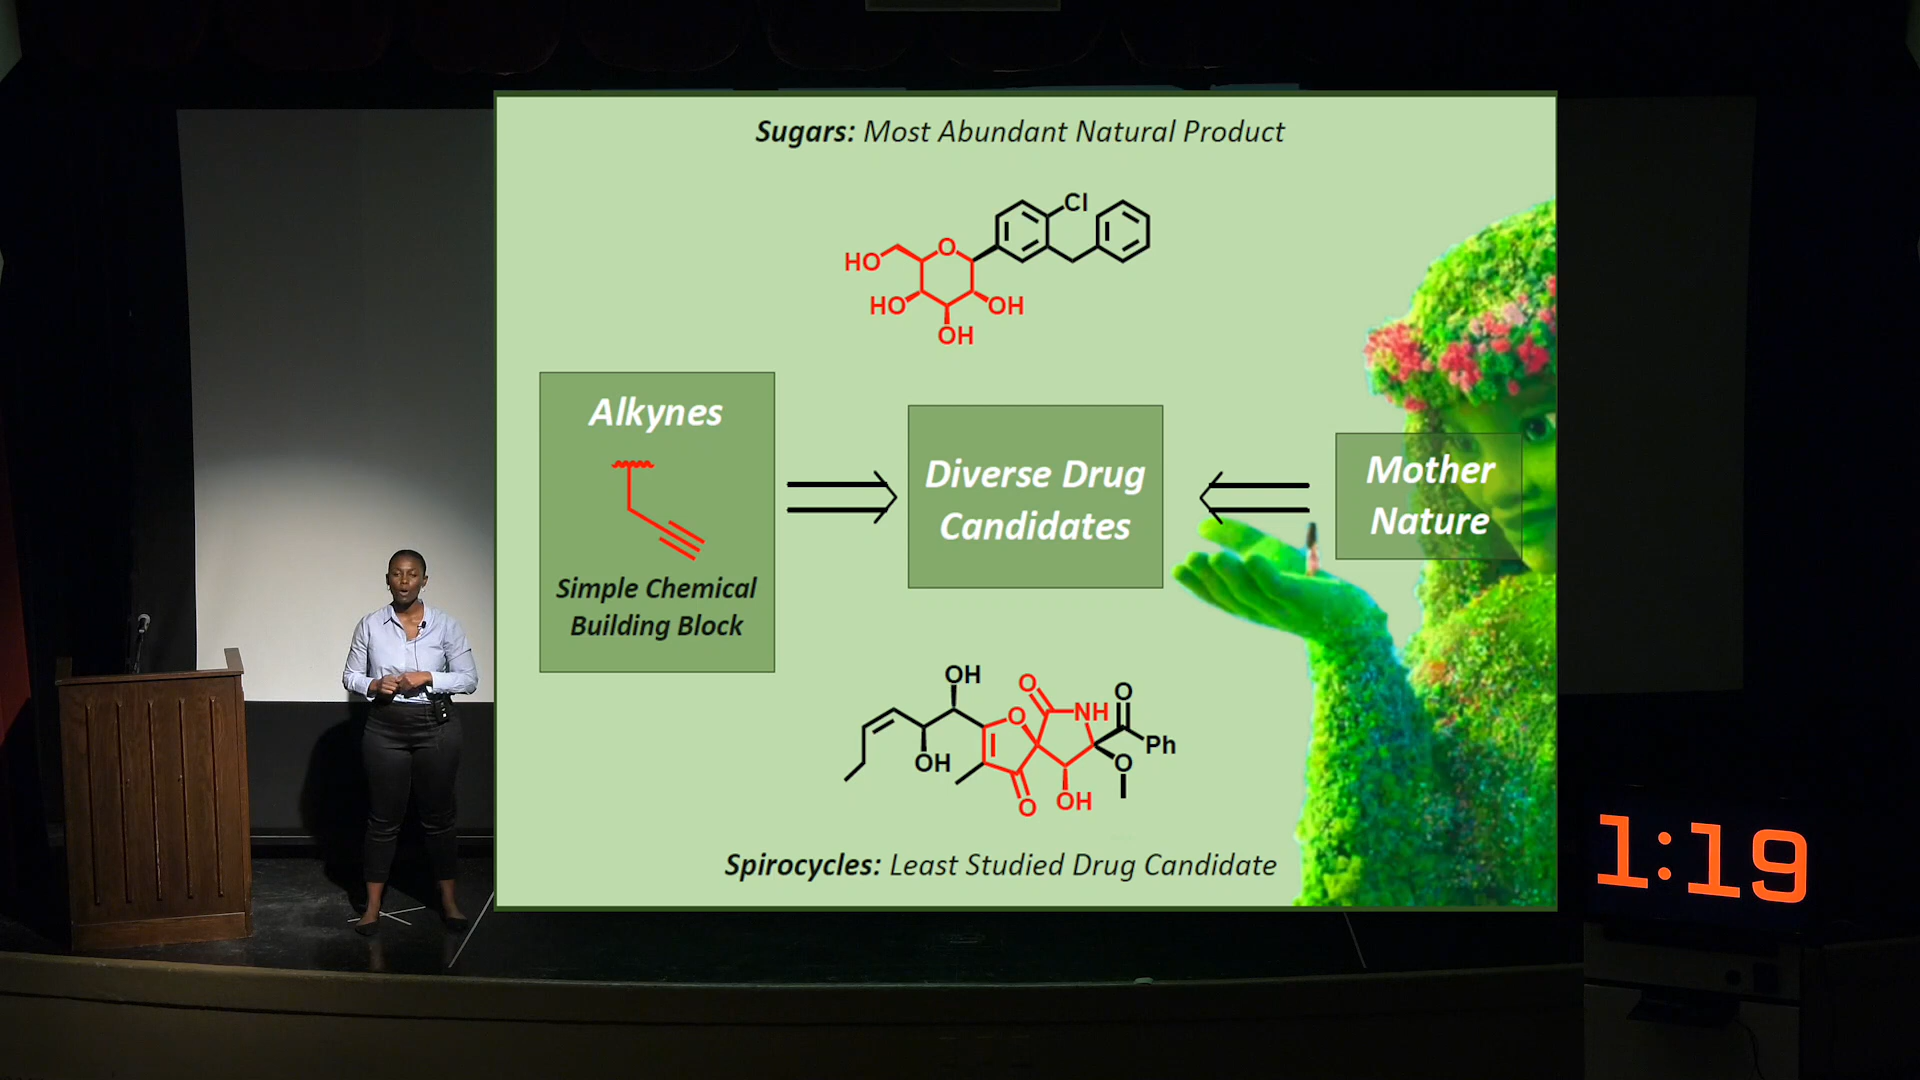 Sugars: Most Abundant Natural Product
Cl
O
HO
HO
OH
OH
Alkynes
Simple Chemical
Building Block
Diverse Drug
Candidates
Mother
Nature
OH
O
O
NH
O
Ph
OH
O
O
OH
Spirocycles: Least Studied Drug Candidate
1:19